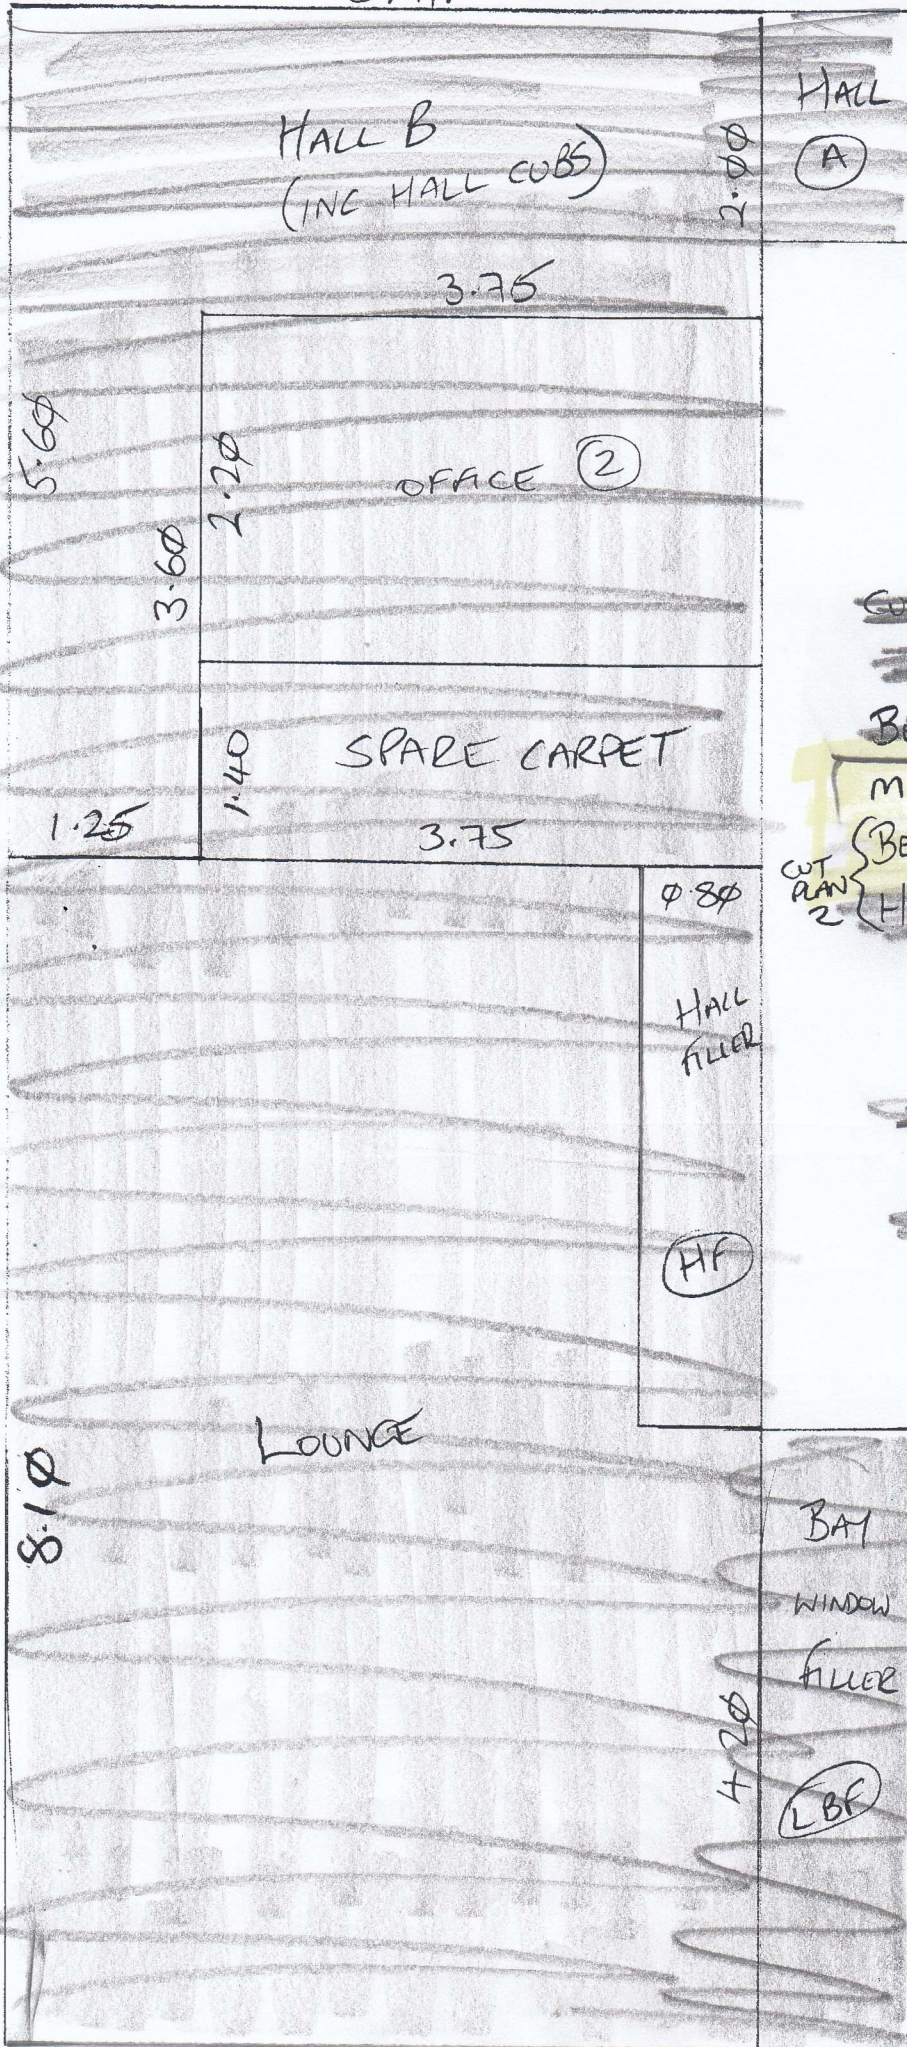 HALL B
(INC HALL CUBS)
2.00
HALL
A
3.75
5.60
3.60
2.20
OFFICE 2
1.40
SPARE CARPET
1.25
3.75
M
CUT
PLAN
2
0.80
HALL
FILLER
HF
LOUNGE
8.10
BAY
WINDOW
FILLER
4.20
LBF